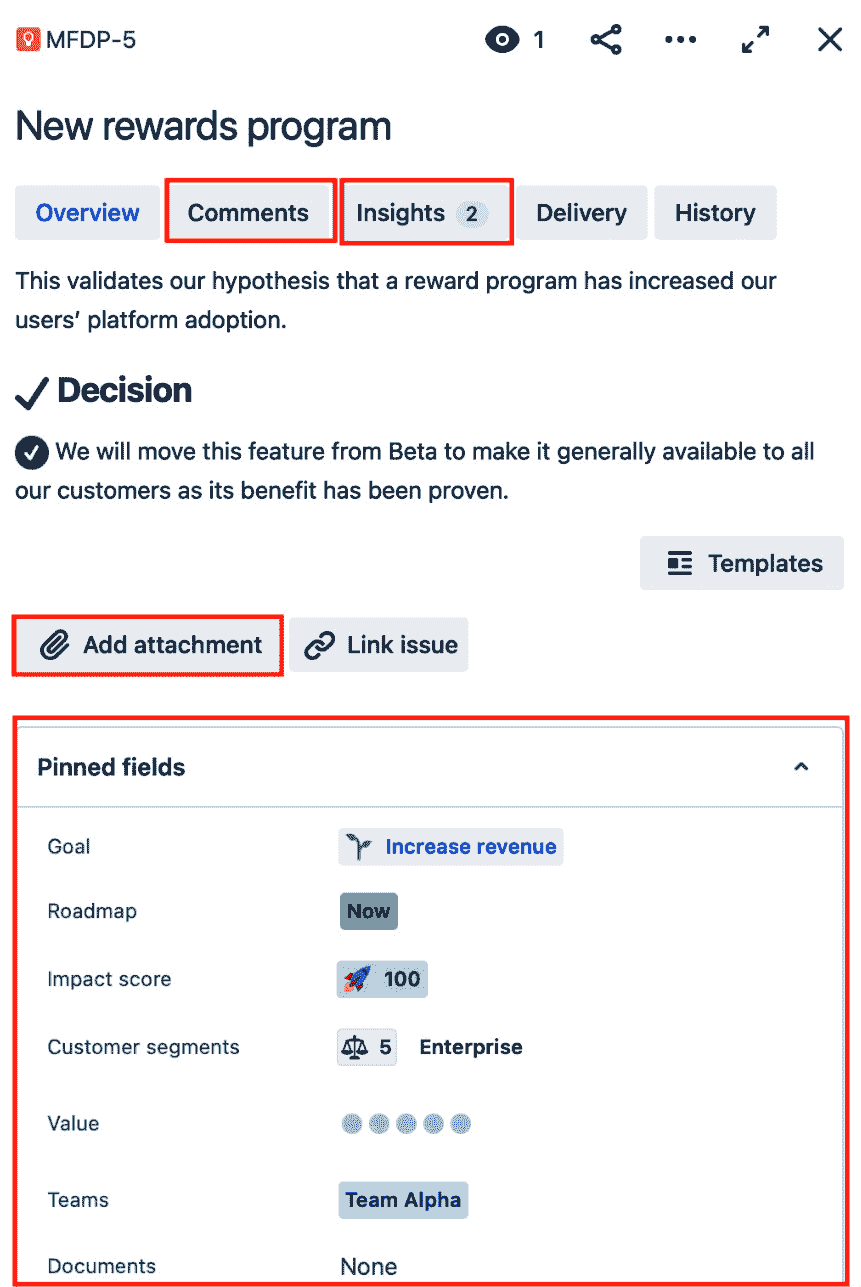 MFDP-5 1
New rewards program
Overview Comments Insights 2 Delivery History
This validates our hypothesis that a reward program has increased our
users’ platform adoption.
Decision
We will move this feature from Beta to make it generally available to all
our customers as its benefit has been proven.
Templates
Add attachment Link issue
Pinned fields
Goal Increase revenue
Roadmap Now
Impact score 100
Customer segments 5 Enterprise
Value
Teams Team Alpha
Documents None